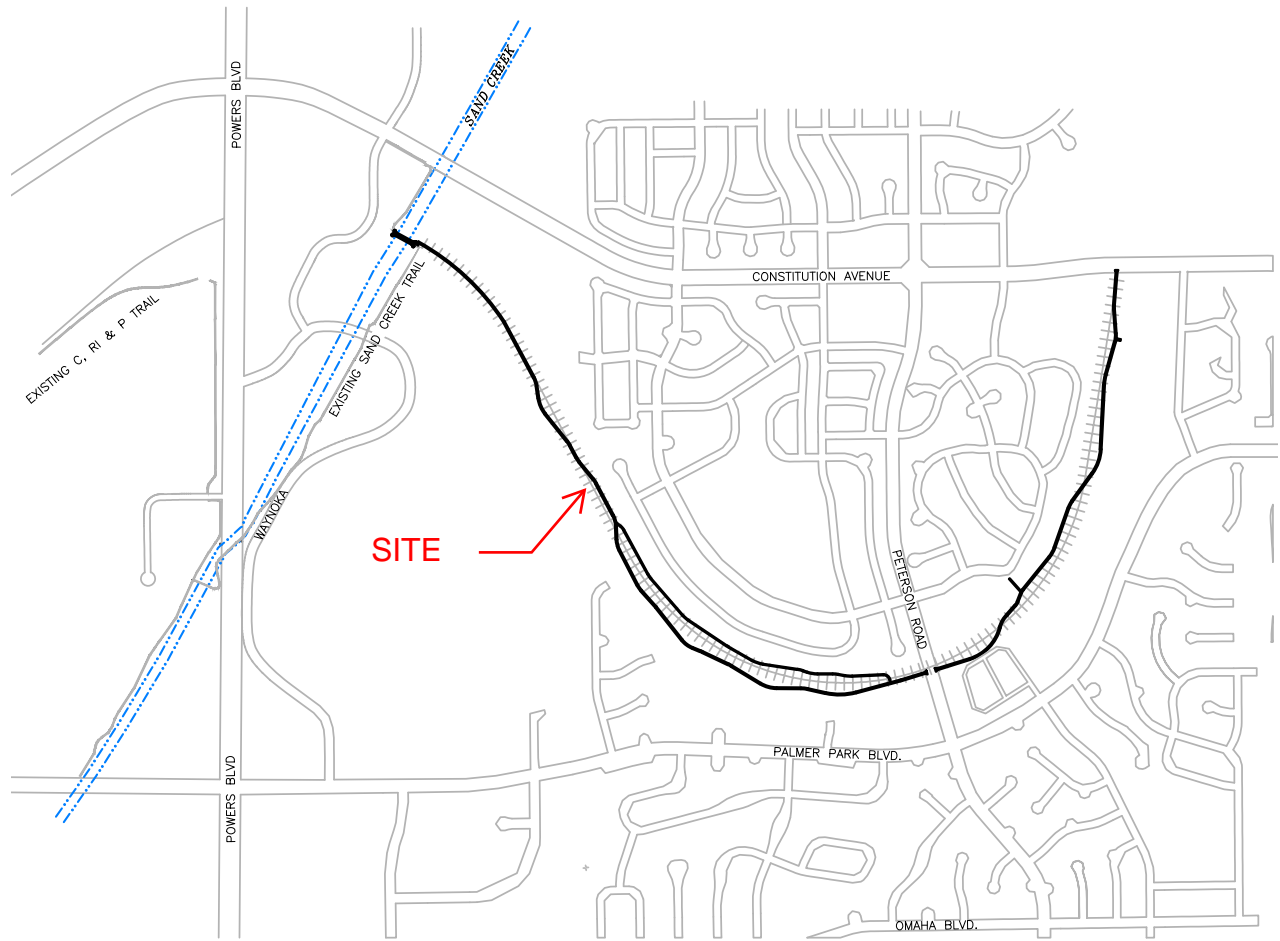 POWERS BLVD
SAND CREEK
CONSTITUTION AVENUE
EXISTING C, RI & P TRAIL
EXISTING SAND CREEK TRAIL
WAYNOKA
SITE
PETERSON ROAD
PALMER PARK BLVD.
POWERS BLVD
OMAHA BLVD.